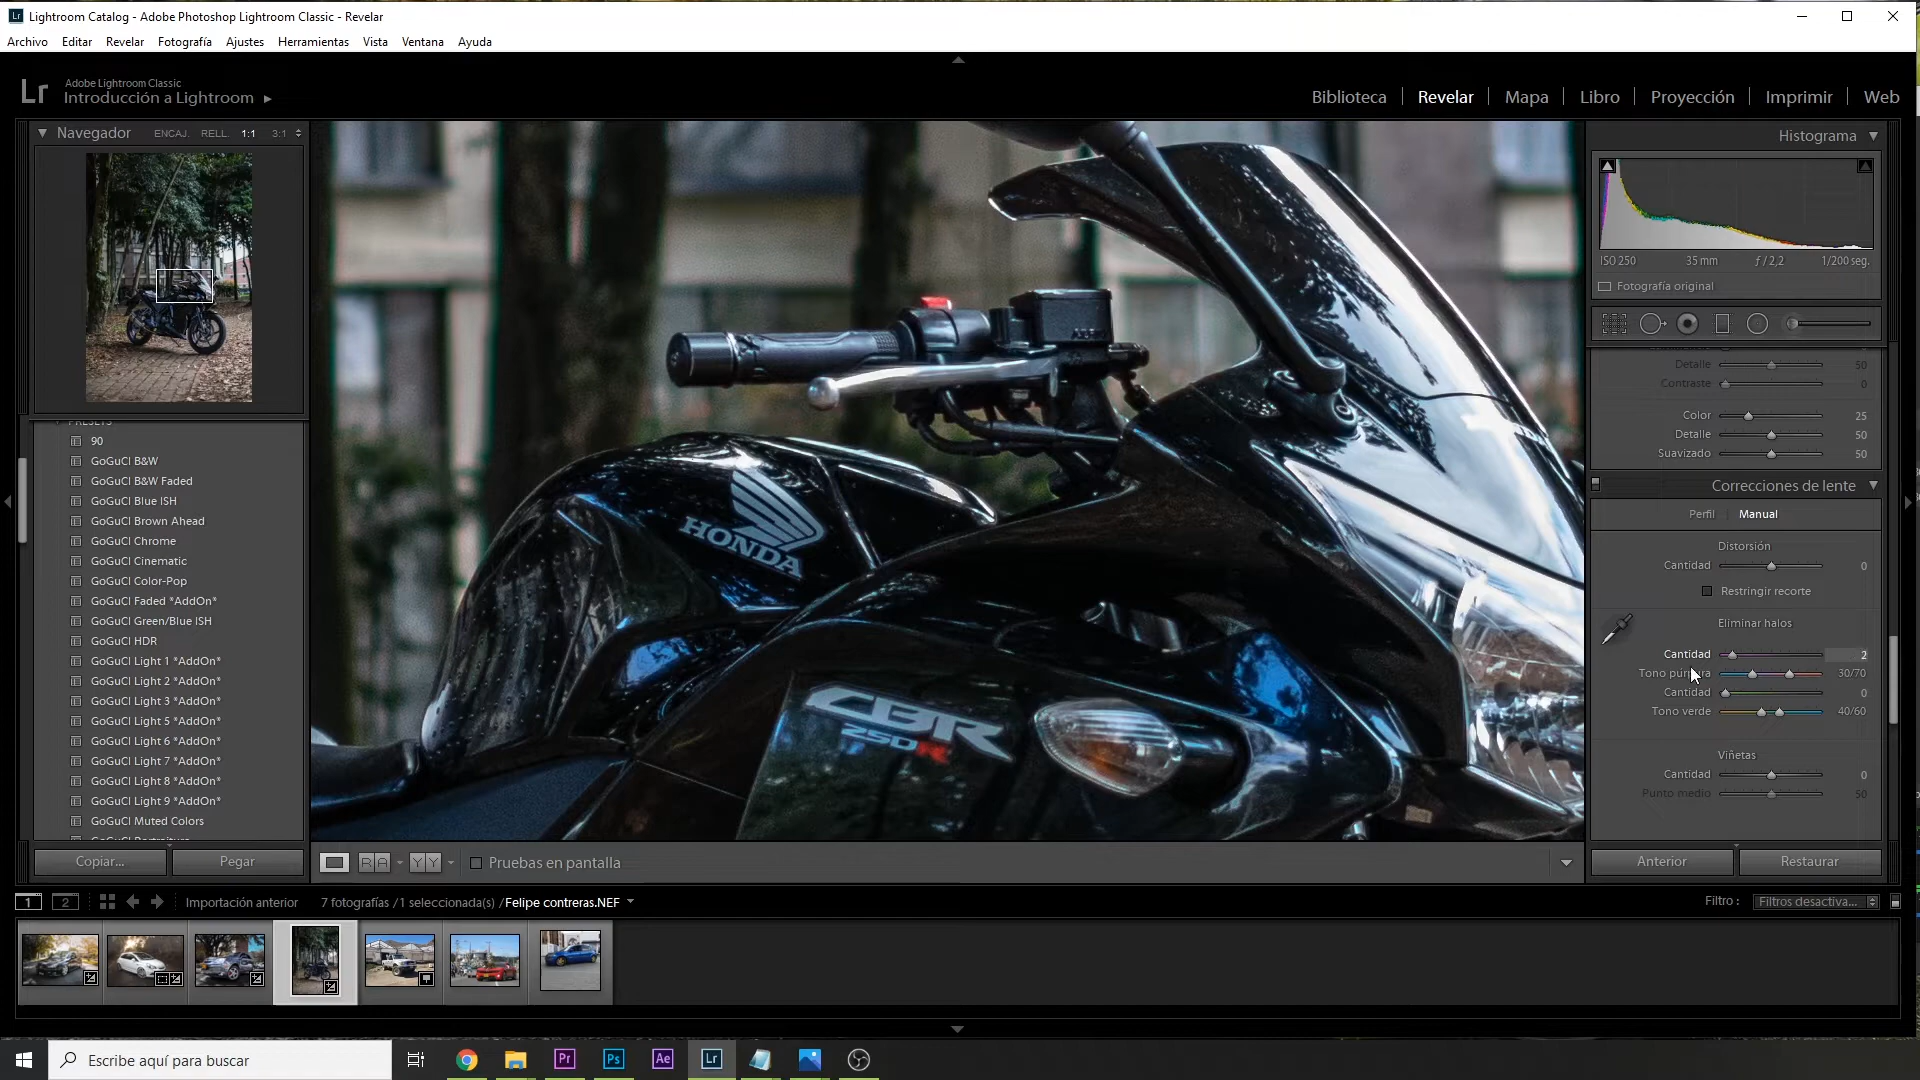 Lightroom Catalog - Adobe Photoshop Lightroom Classic - Revelar
Archivo Editar Revelar Fotografía Ajustes Herramientas Vista Ventana Ayuda
Lr
Adobe Lightroom Classic
Introducción a Lightroom
Biblioteca Revelar Mapa Libro Proyección Imprimir Web
Navegador ENCAJ. RELL. 1:1 3:1
PRESETS
90
GoGuCl B&W
GoGuCl B&W Faded
GoGuCl Blue ISH
GoGuCl Brown Ahead
GoGuCl Chrome
GoGuCl Cinematic
GoGuCl Color-Pop
GoGuCl Faded *AddOn*
GoGuCl Green/Blue ISH
GoGuCl HDR
GoGuCl Light 1 *AddOn*
GoGuCl Light 2 *AddOn*
GoGuCl Light 3 *AddOn*
GoGuCl Light 5 *AddOn*
GoGuCl Light 6 *AddOn*
GoGuCl Light 7 *AddOn*
GoGuCl Light 8 *AddOn*
GoGuCl Light 9 *AddOn*
GoGuCl Muted Colors
Copiar... Pegar
HONDA
CBR
250R
Histograma
ISO 250 35 mm ƒ / 2,2 1/200 seg.
Fotografía original
Detalle 50
Contraste 0
Color 25
Detalle 50
Suavizado 50
Correcciones de lente
Perfil Manual
Distorsión
Cantidad 0
Restringir recorte
Eliminar halos
Cantidad 2
Tono púrpura 30/70
Cantidad 0
Tono verde 40/60
Viñetas
Cantidad 0
Punto medio 50
Anterior Restaurar
R A Y Y Pruebas en pantalla
1 2 Importación anterior 7 fotografías /1 seleccionada(s) /Felipe contreras.NEF
Filtro : Filtros desactiva...
Escribe aquí para buscar
Pr Ps Ae Lr